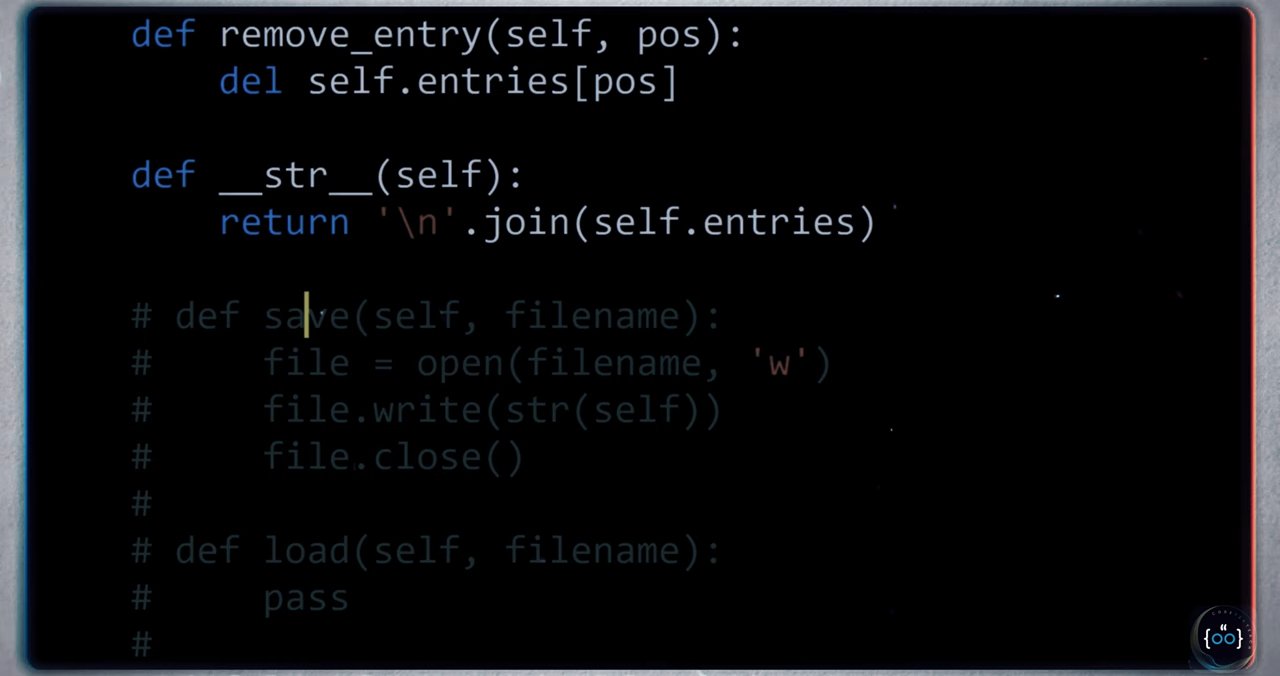 def remove_entry(self, pos):
del self.entries[pos]
def __str__(self):
return '\n'.join(self.entries)
# def save(self, filename):
# file = open(filename, 'w')
# file.write(str(self))
# file.close()
#
# def load(self, filename):
# pass
#
{oo}